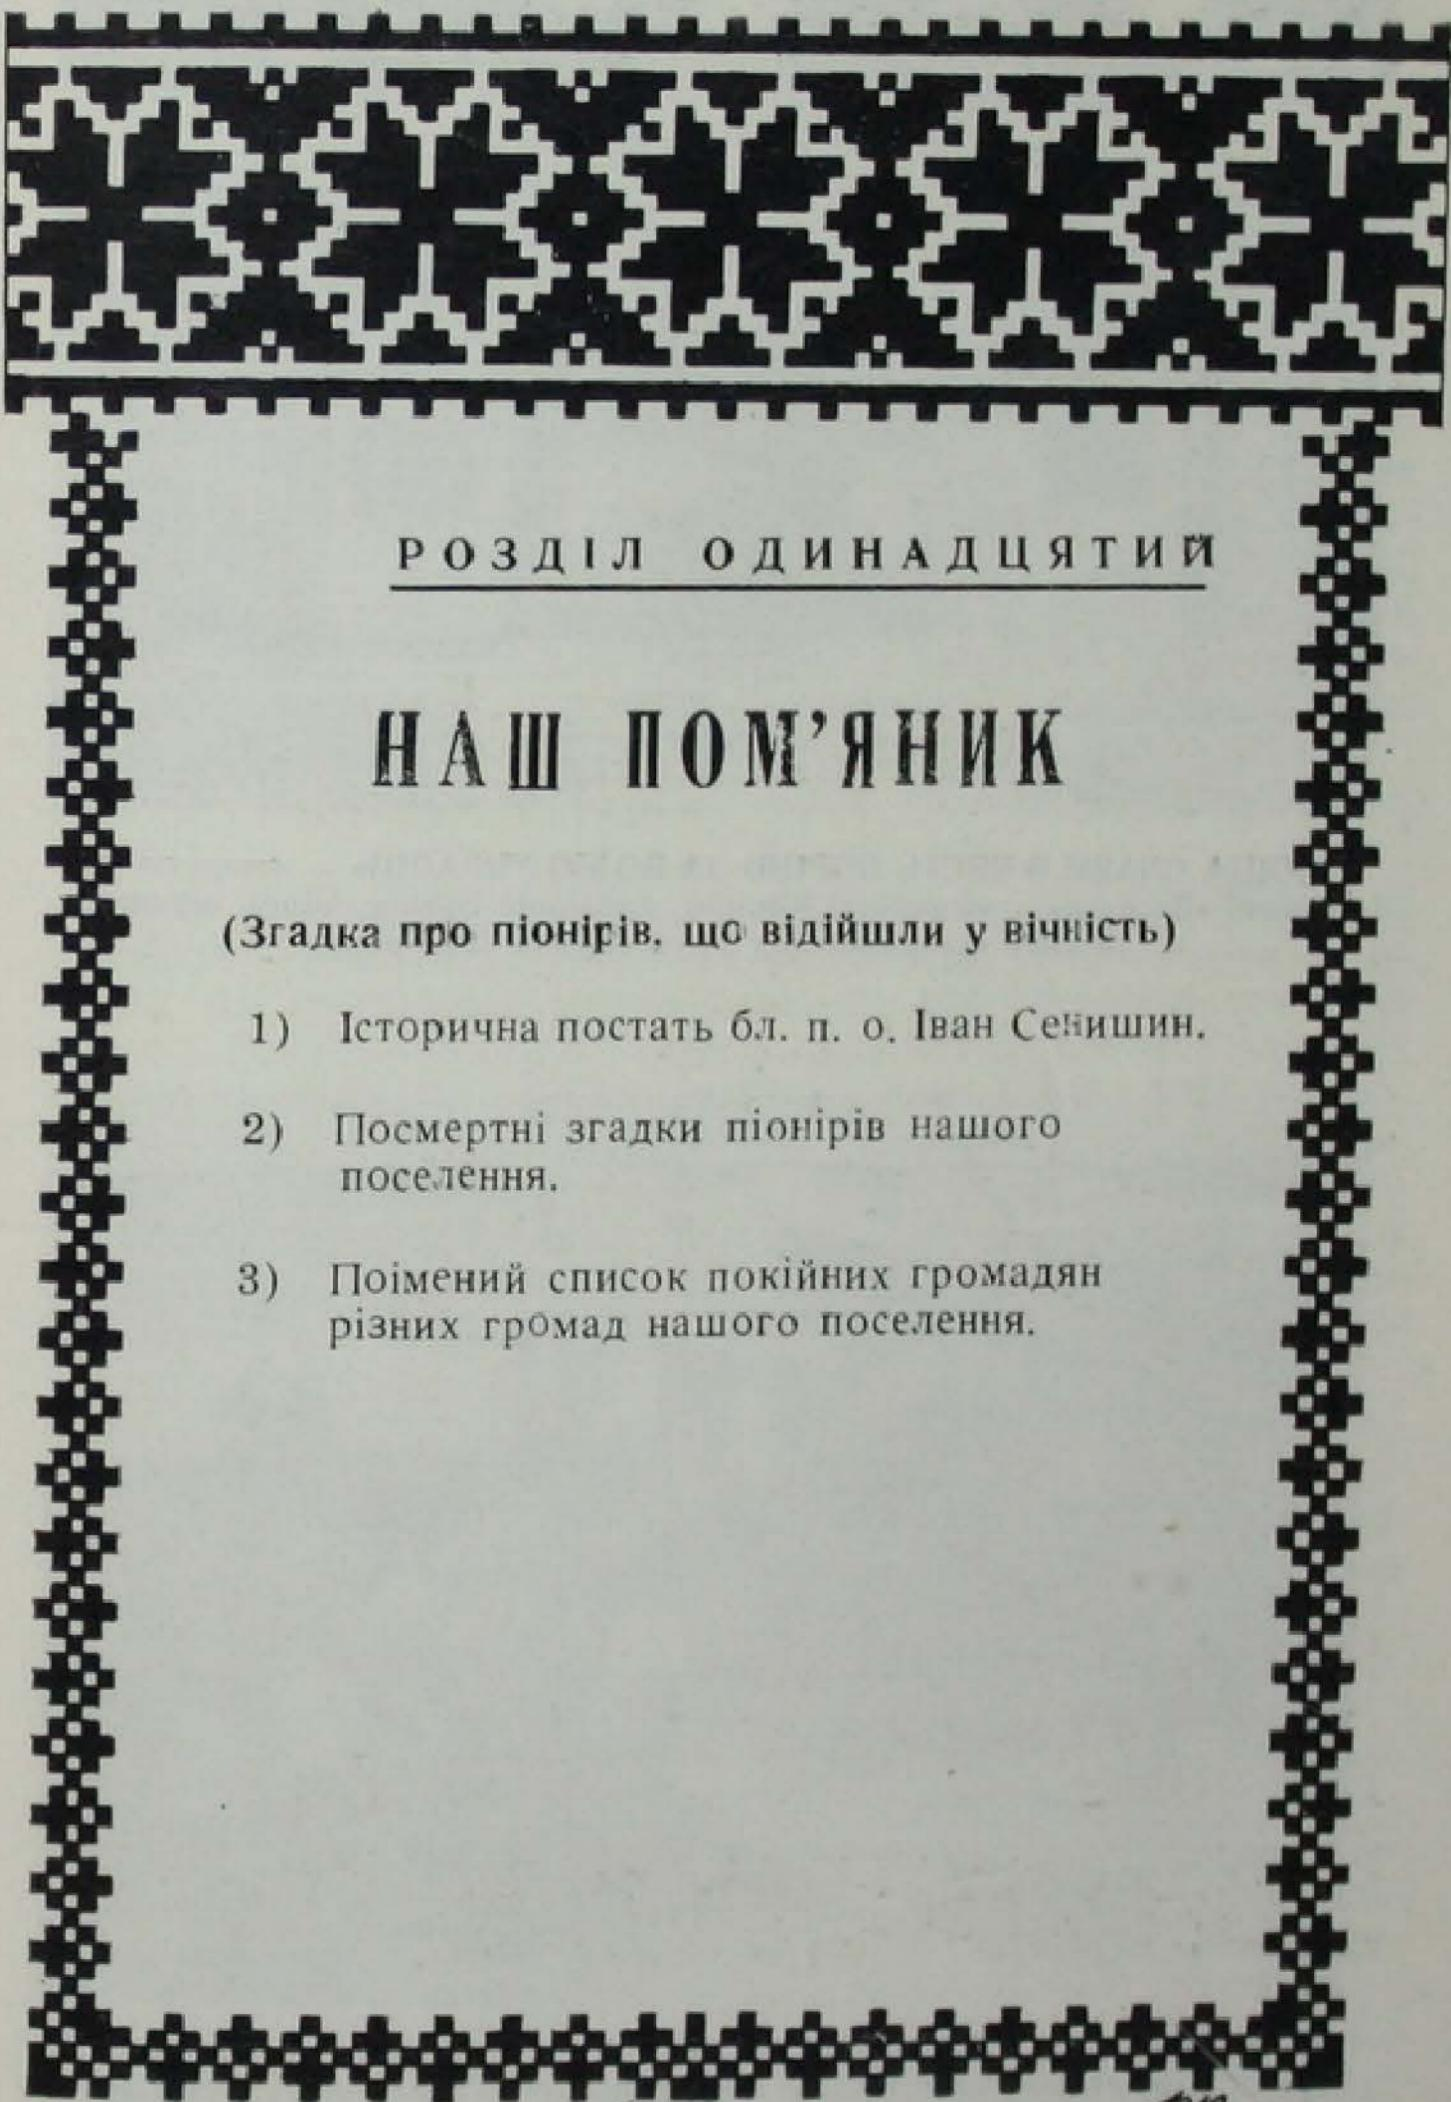 РОЗДІЛ ОДИНАДЦЯТИЙ
НАШ ПОМ’ЯНИК
(Згадка про піонірів, що відійшли у вічність)
1) Історична постать бл. п. о. Іван Сенишин.
2) Посмертні згадки піонірів нашого
поселення.
3) Поімений список покійних громадян
різних громад нашого поселення.